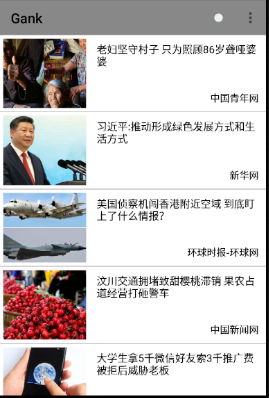 Gank
老妇坚守村子 只为照顾86岁聋哑婆
婆
中国青年网
习近平:推动形成绿色发展方式和生
活方式
新华网
美国侦察机闯香港附近空域 到底盯
上了什么情报?
环球时报-环球网
汶川交通拥堵致甜樱桃滞销 果农占
道经营打砸警车
中国新闻网
大学生拿5千微信好友索3千推广费
被拒后威胁老板